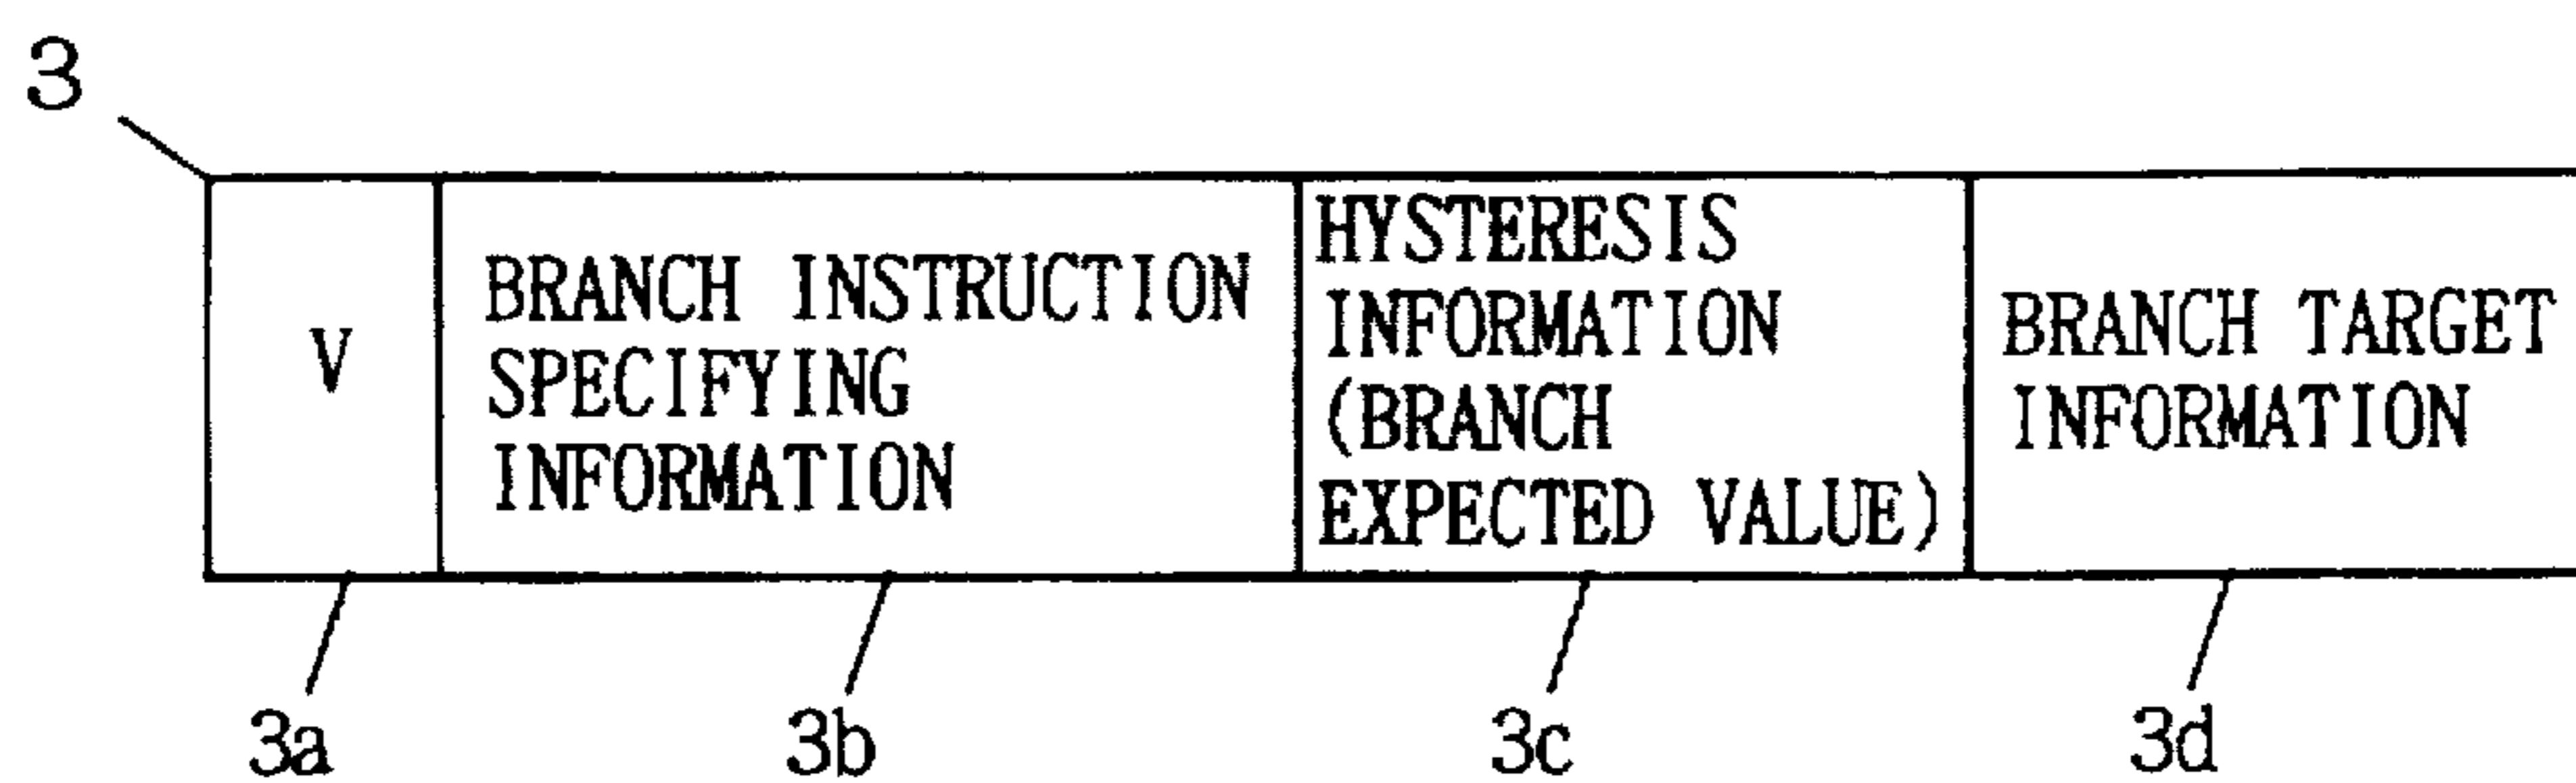 3
V
BRANCH INSTRUCTION
SPECIFYING
INFORMATION
HYSTERESIS
INFORMATION
(BRANCH
EXPECTED VALUE)
BRANCH TARGET
INFORMATION
3a
3b
3c
3d